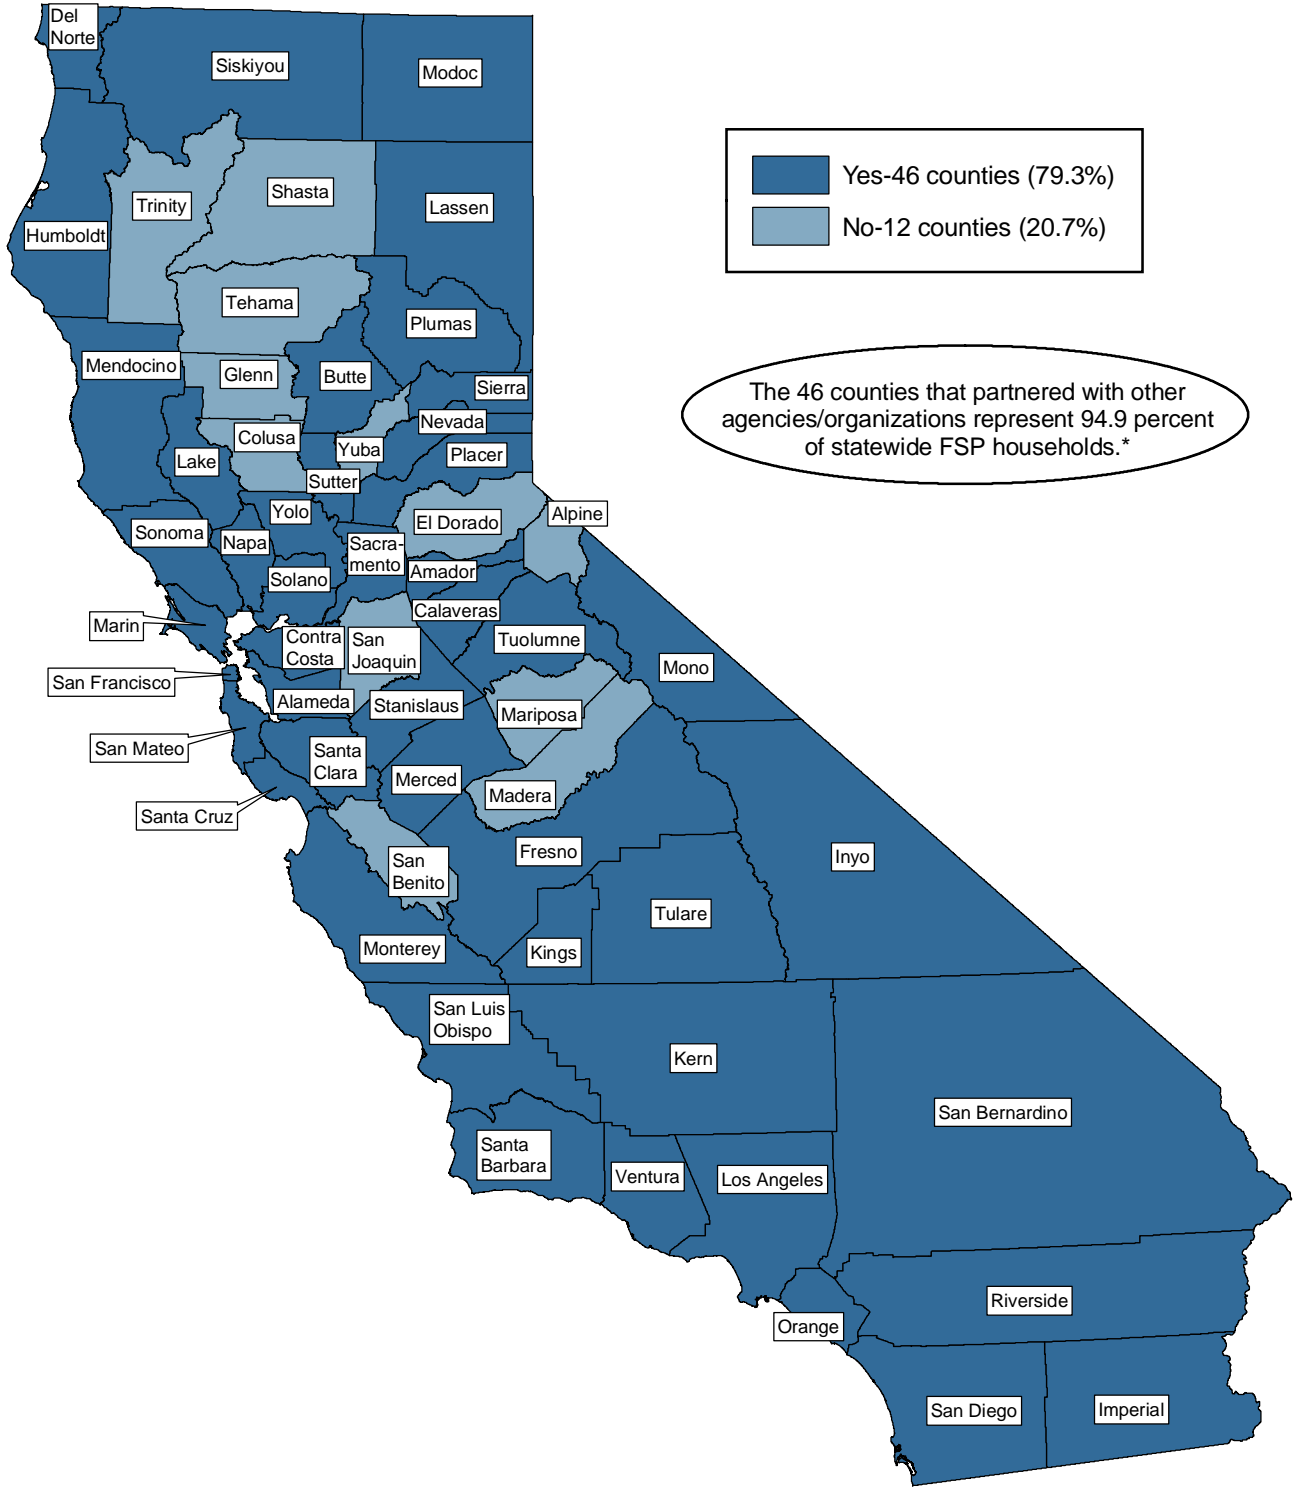 Del
Norte
Siskiyou
Modoc
Yes-46 counties (79.3%)
No-12 counties (20.7%)
Trinity
Shasta
Lassen
Humboldt
Tehama
Plumas
Mendocino
Glenn
Butte
Sierra
The 46 counties that partnered with other
agencies/organizations represent 94.9 percent
of statewide FSP households.*
Colusa
Nevada
Yuba
Lake
Placer
Sutter
Yolo
El Dorado
Alpine
Sonoma
Napa
Sacra-
mento
Solano
Amador
Calaveras
Marin
Contra
Costa
San
Joaquin
Tuolumne
Mono
San Francisco
Alameda
Stanislaus
Mariposa
San Mateo
Santa
Clara
Merced
Madera
Santa Cruz
San
Benito
Fresno
Inyo
Tulare
Monterey
Kings
San Luis
Obispo
Kern
San Bernardino
Santa
Barbara
Ventura
Los Angeles
Riverside
Orange
San Diego
Imperial